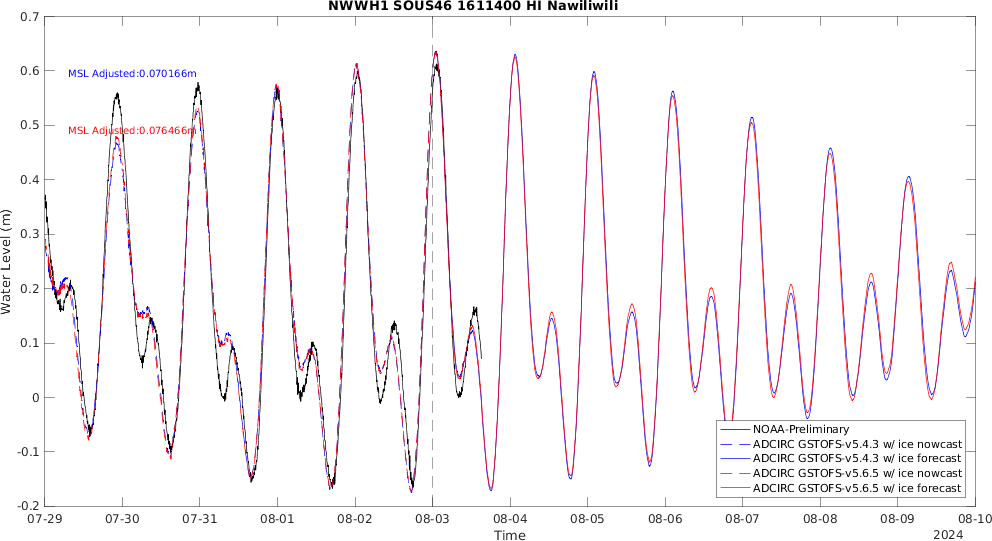 NWWH1 SOUS46 1611400 HI Nawiliwili
Water Level (m)
0.7
0.6
0.5
0.4
0.3
0.2
0.1
0
-0.1
-0.2
MSL Adjusted:0.070166m
MSL Adjusted:0.076466m
NOAA-Preliminary
ADCIRC GSTOFS-v5.4.3 w/ ice nowcast
ADCIRC GSTOFS-v5.4.3 w/ ice forecast
ADCIRC GSTOFS-v5.6.5 w/ ice nowcast
ADCIRC GSTOFS-v5.6.5 w/ ice forecast
07-29 07-30 07-31 08-01 08-02 08-03 08-04 08-05 08-06 08-07 08-08 08-09 08-10
Time
2024